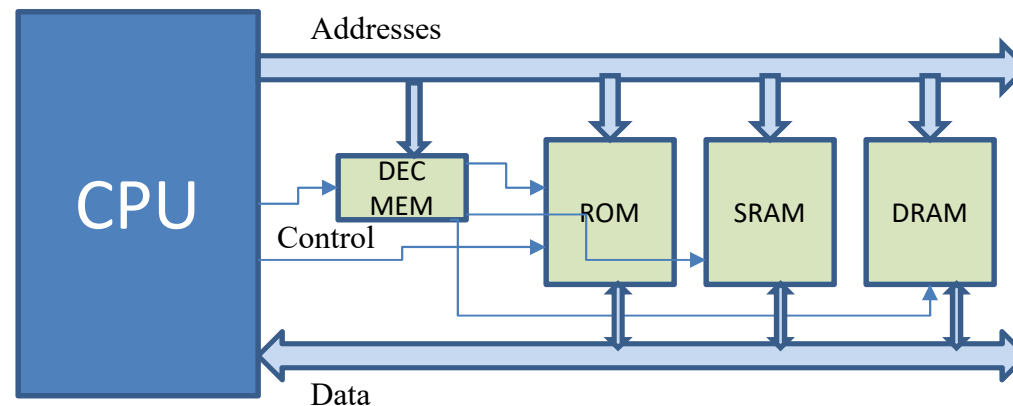 Addresses
CPU
DEC
MEM
ROM
SRAM
DRAM
Control
Data